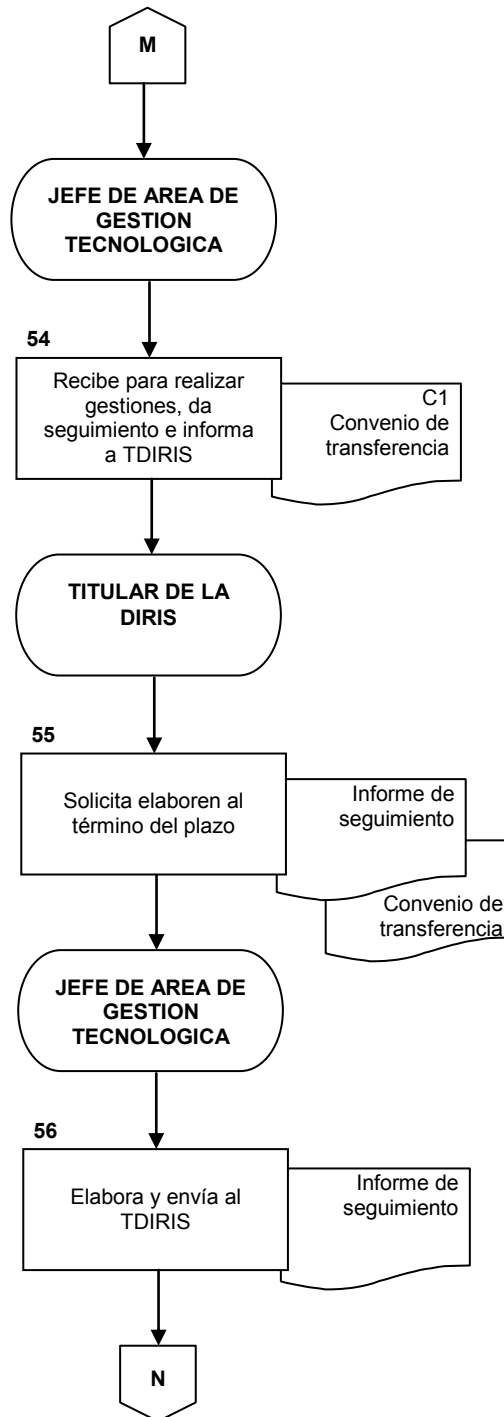 M
JEFE DE AREA DE
GESTION
TECNOLOGICA
54
Recibe para realizar
gestiones, da
seguimiento e informa
a TDIRIS
C1
Convenio de
transferencia
TITULAR DE LA
DIRIS
55
Solicita elaboren al
término del plazo
Informe de
seguimiento
Convenio de
transferencia
JEFE DE AREA DE
GESTION
TECNOLOGICA
56
Elabora y envía al
TDIRIS
Informe de
seguimiento
N